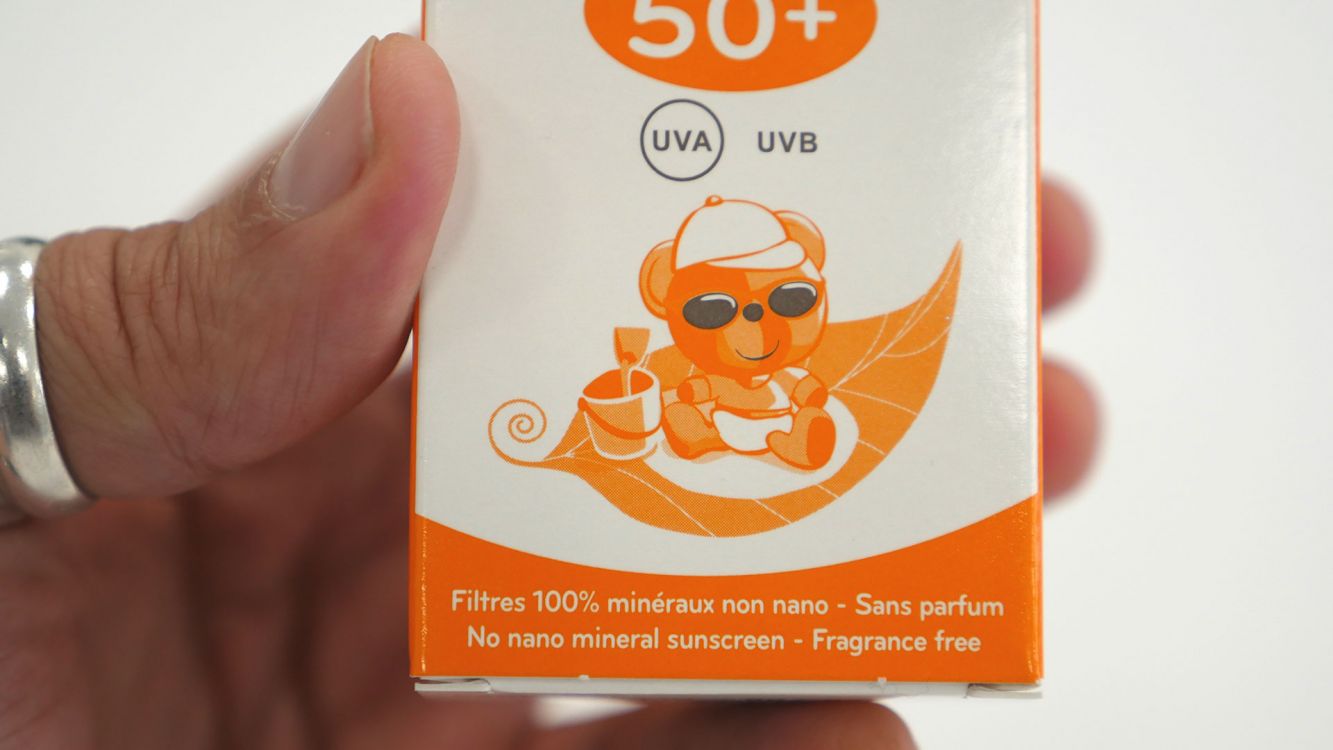 50+
UVA UVB
Filtres 100% minéraux non nano - Sans parfum
No nano mineral sunscreen - Fragrance free